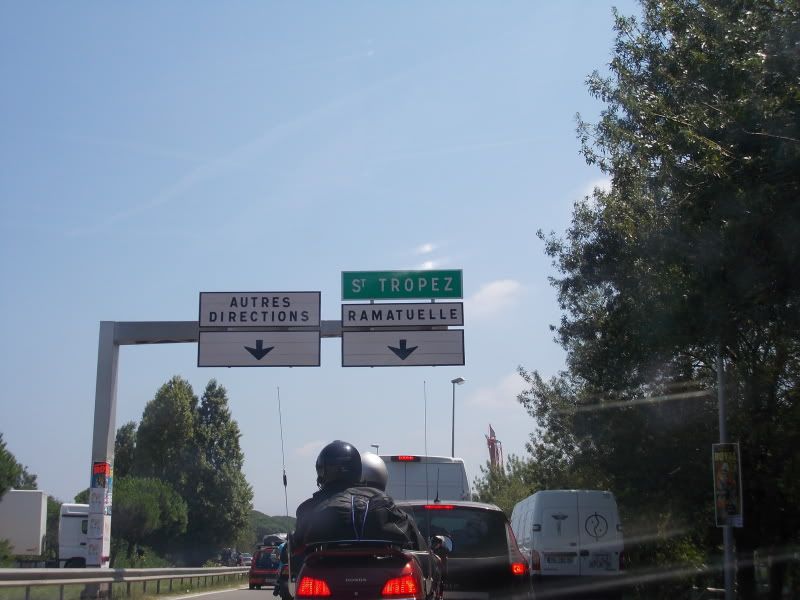 AUTRES
DIRECTIONS
ST TROPEZ
RAMATUELLE
HONDA